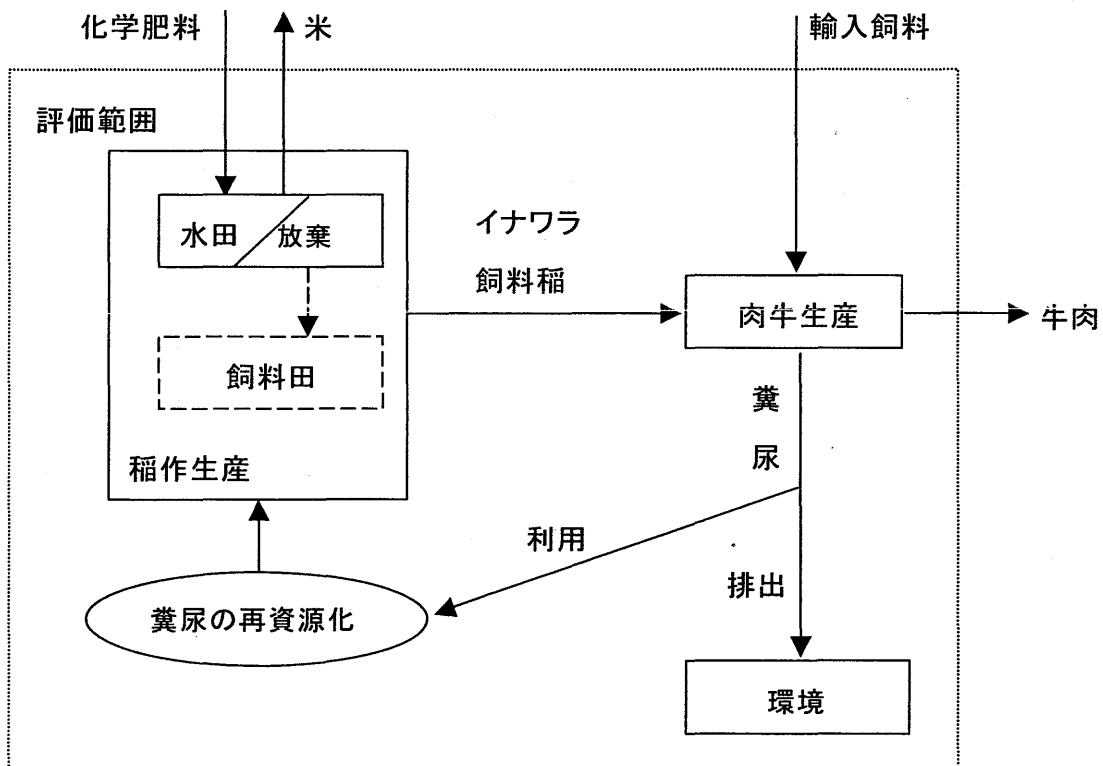 化学肥料
米
輸入飼料
評価範囲
水田
放棄
イナワラ
飼料稲
肉牛生産
牛肉
飼料田
糞
尿
稲作生産
利用
排出
糞尿の再資源化
環境